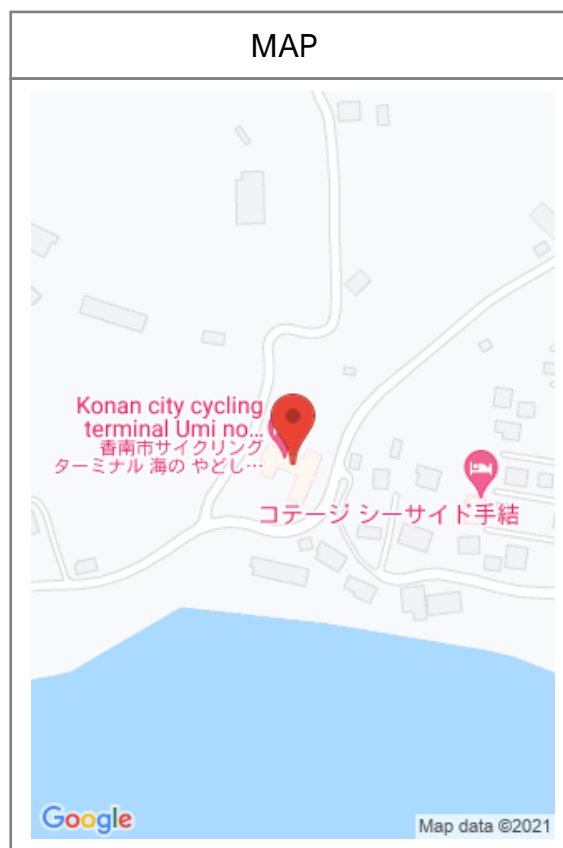 MAP
Konan city cycling
terminal Umi no...
香南市サイクリング
ターミナル 海の やどし…
コテージ シーサイド手結
Google
Map data ©2021